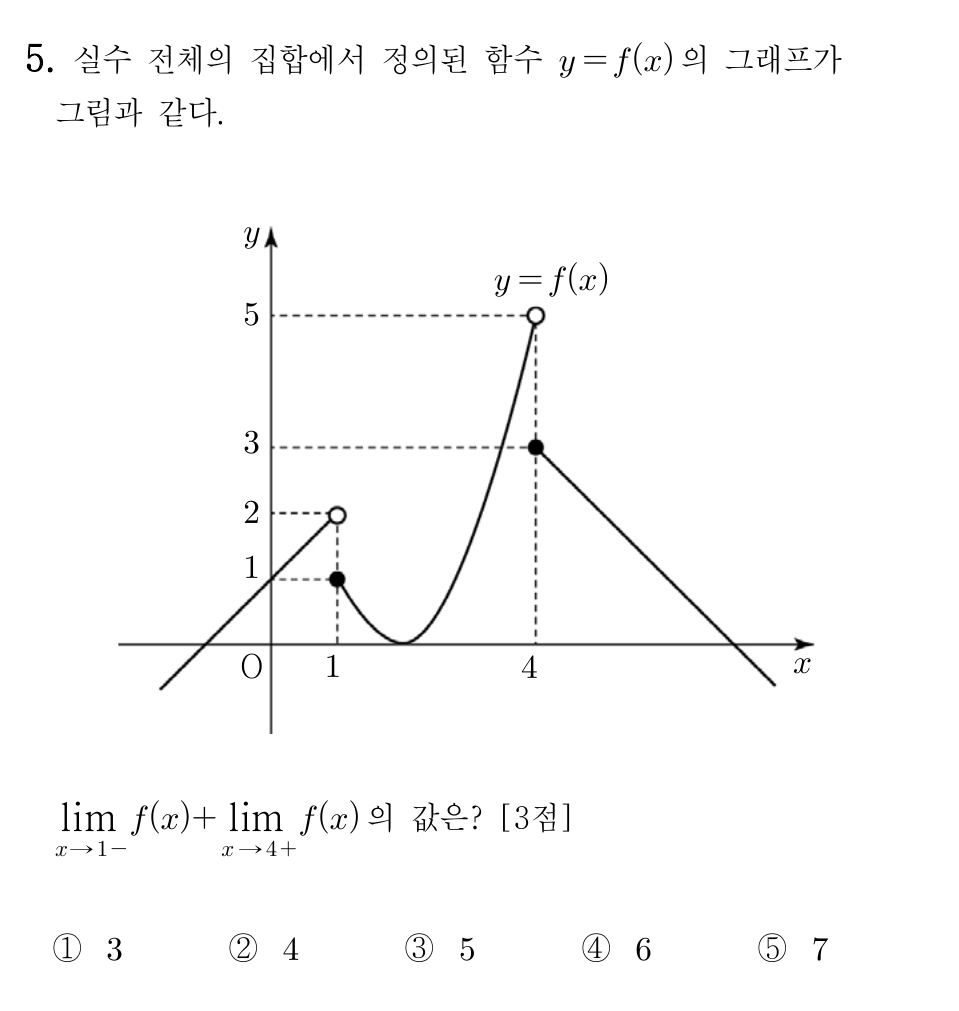 5. 실수 전체의 집합에서 정의된 함수 y=f(x)의 그래프가
그림과 같다.
y
y=f(x)
5
3
2
1
O
1
4
x
lim f(x)+ lim f(x)의 값은? [3점]
x→1− x→4+
① 3 ② 4 ③ 5 ④ 6 ⑤ 7